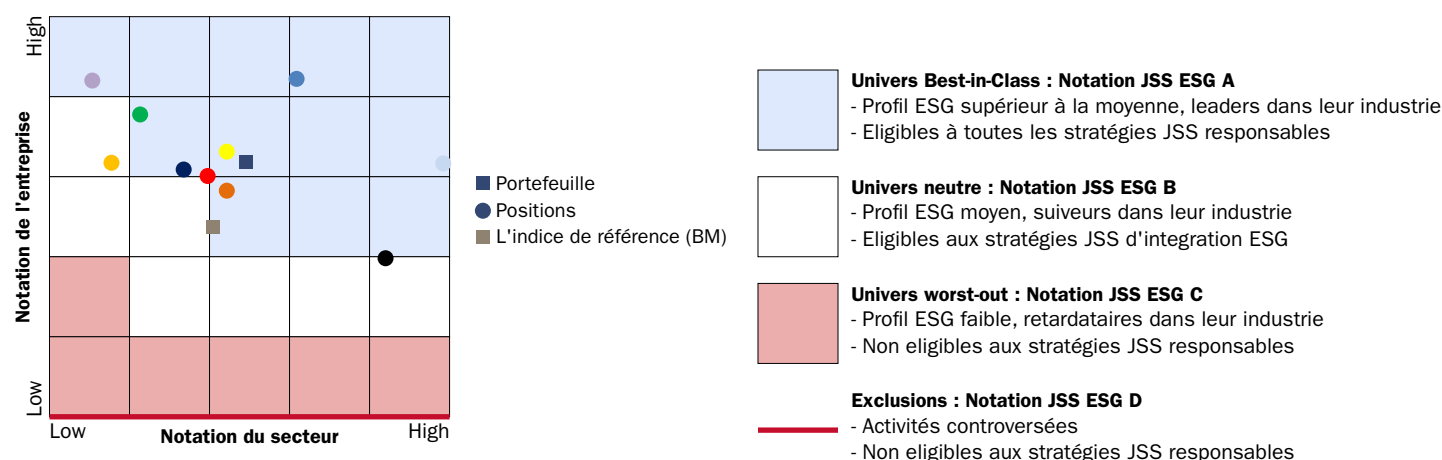 High
Notation de l'entreprise
Low
Low
Notation du secteur
High
Portefeuille
Positions
L'indice de référence (BM)
Univers Best-in-Class : Notation JSS ESG A
- Profil ESG supérieur à la moyenne, leaders dans leur industrie
- Eligibles à toutes les stratégies JSS responsables
Univers neutre : Notation JSS ESG B
- Profil ESG moyen, suiveurs dans leur industrie
- Eligibles aux stratégies JSS d'integration ESG
Univers worst-out : Notation JSS ESG C
- Profil ESG faible, retardataires dans leur industrie
- Non eligibles aux stratégies JSS responsables
Exclusions : Notation JSS ESG D
- Activités controversées
- Non eligibles aux stratégies JSS responsables